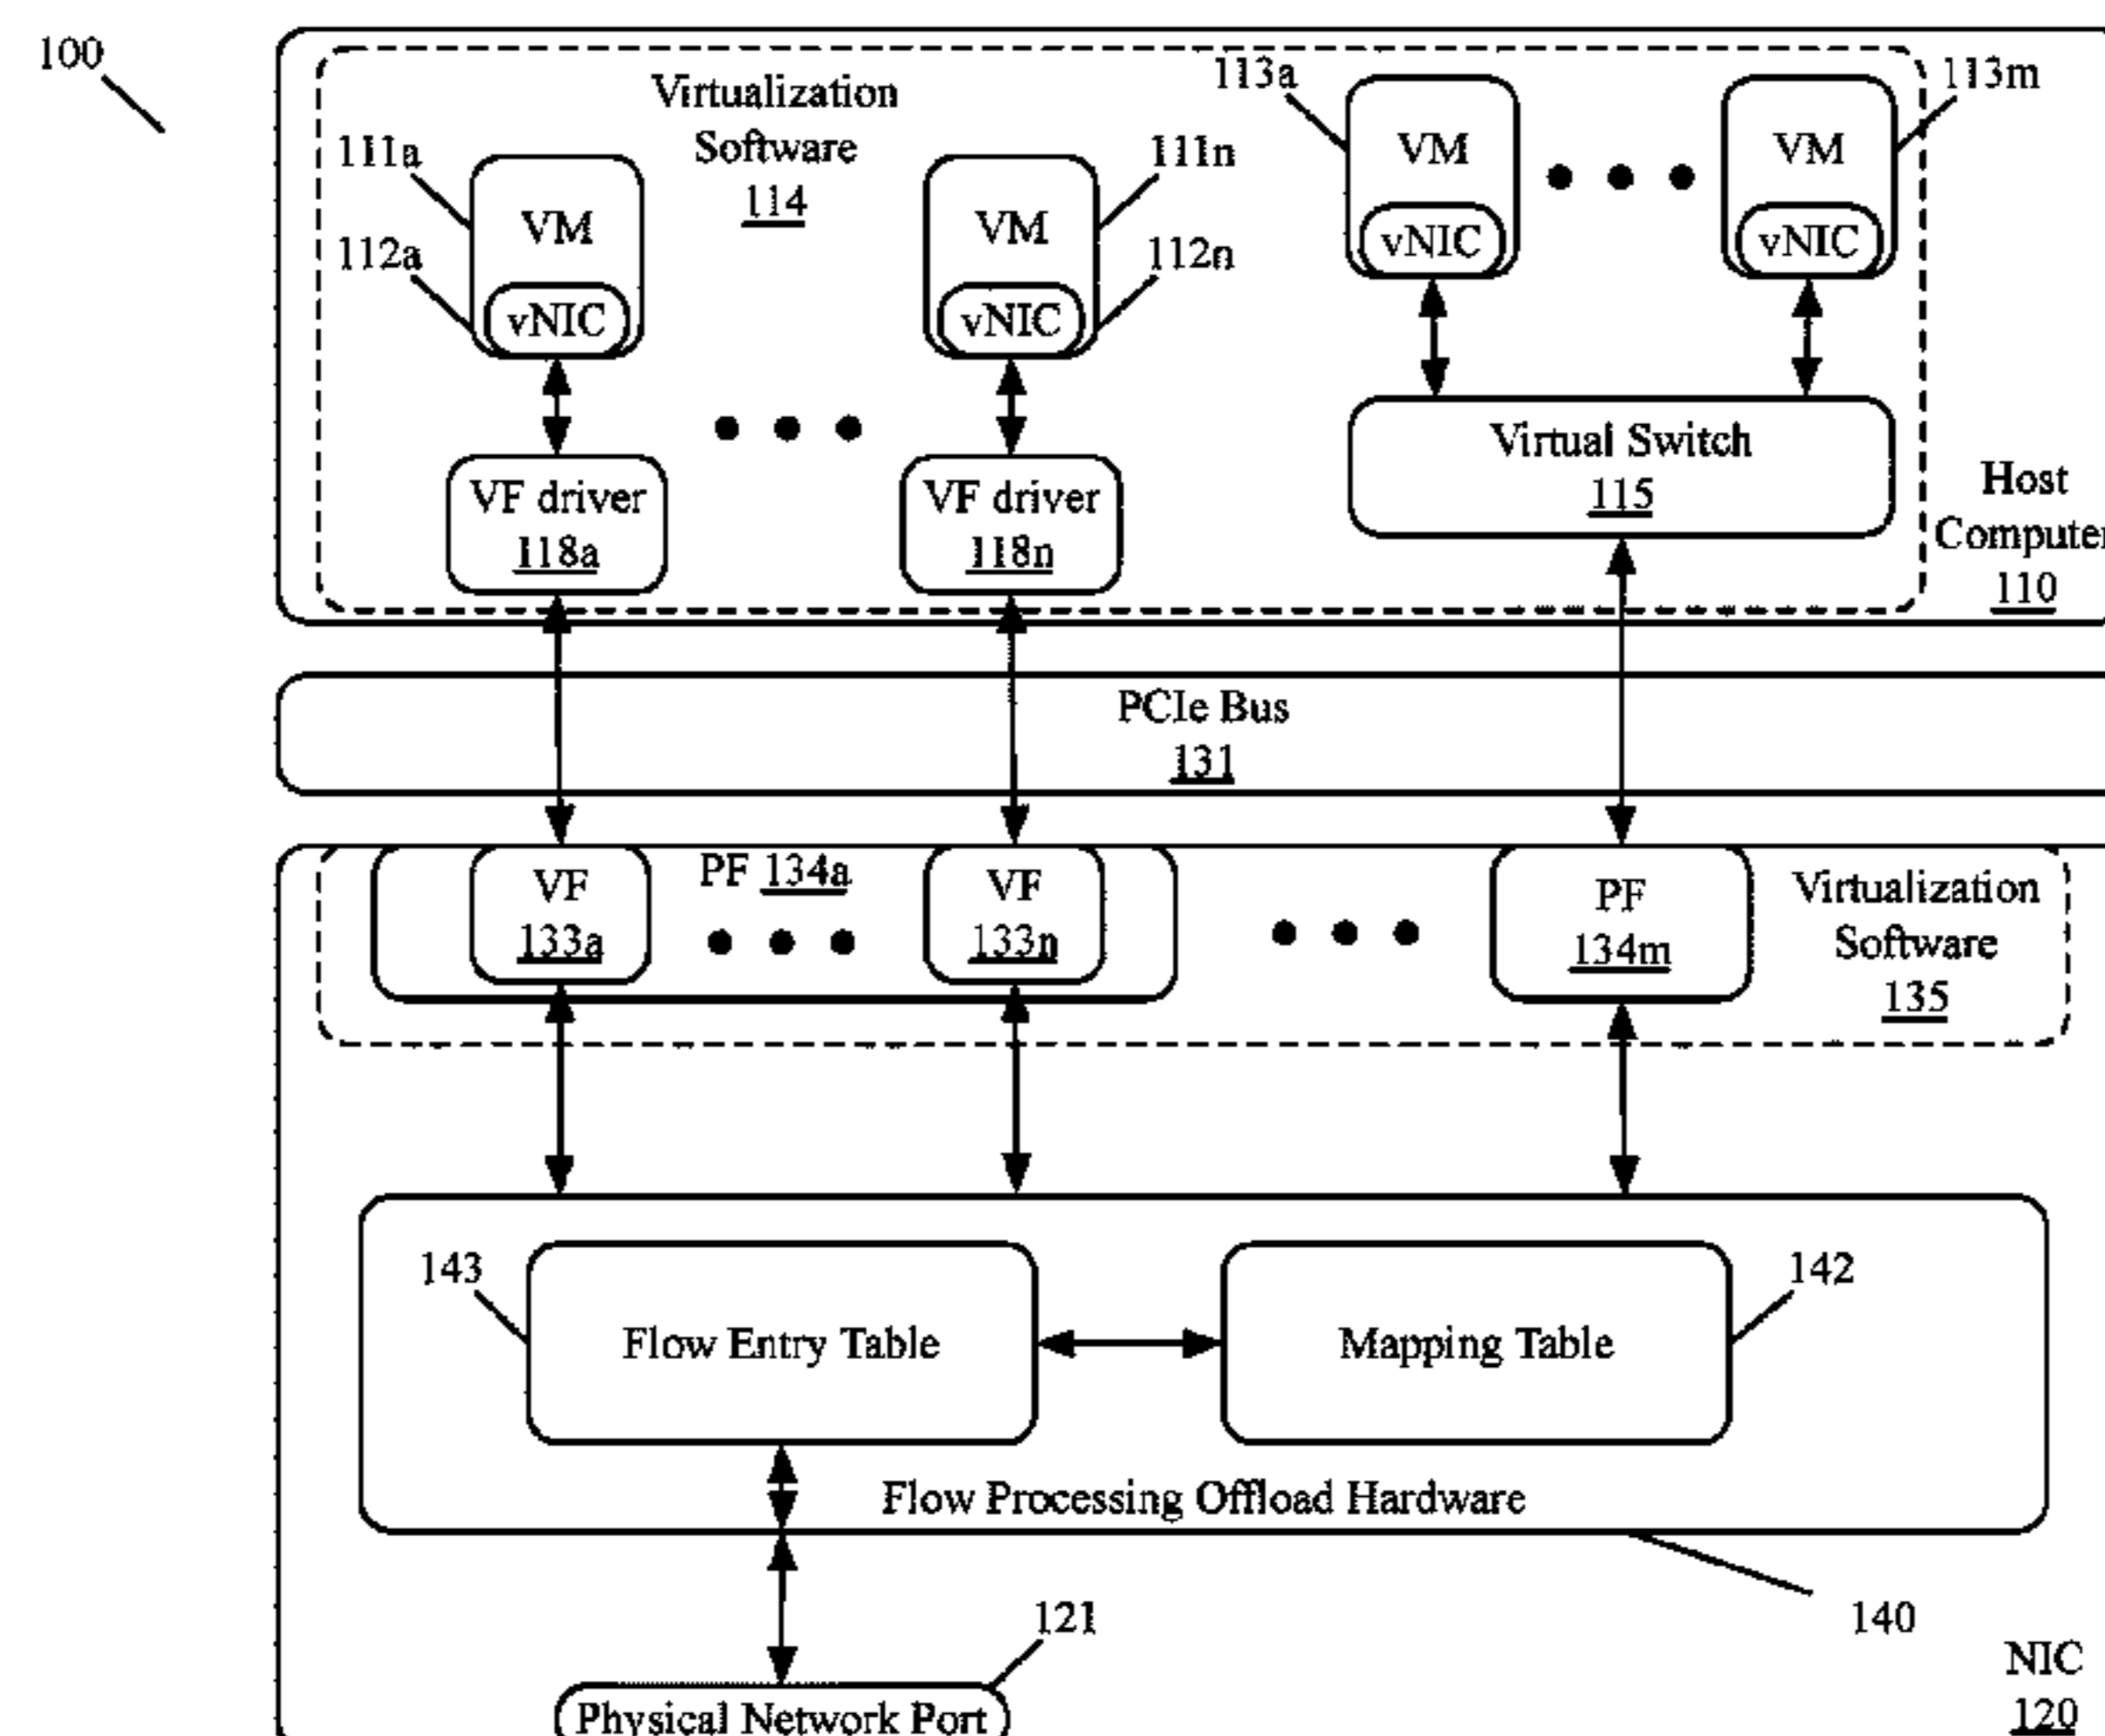 100
Virtualization
Software
114
113a
113m
VM
vNIC
VM
vNIC
111a
112a
VM
vNIC
111n
112n
VM
vNIC
VF driver
118a
VF driver
118n
Virtual Switch
115
Host
Computer
110
PCIe Bus
131
VF
133a
PF 134a
VF
133n
PF
134m
Virtualization
Software
135
143
Flow Entry Table
Mapping Table
142
Flow Processing Offload Hardware
140
121
Physical Network Port
NIC
120